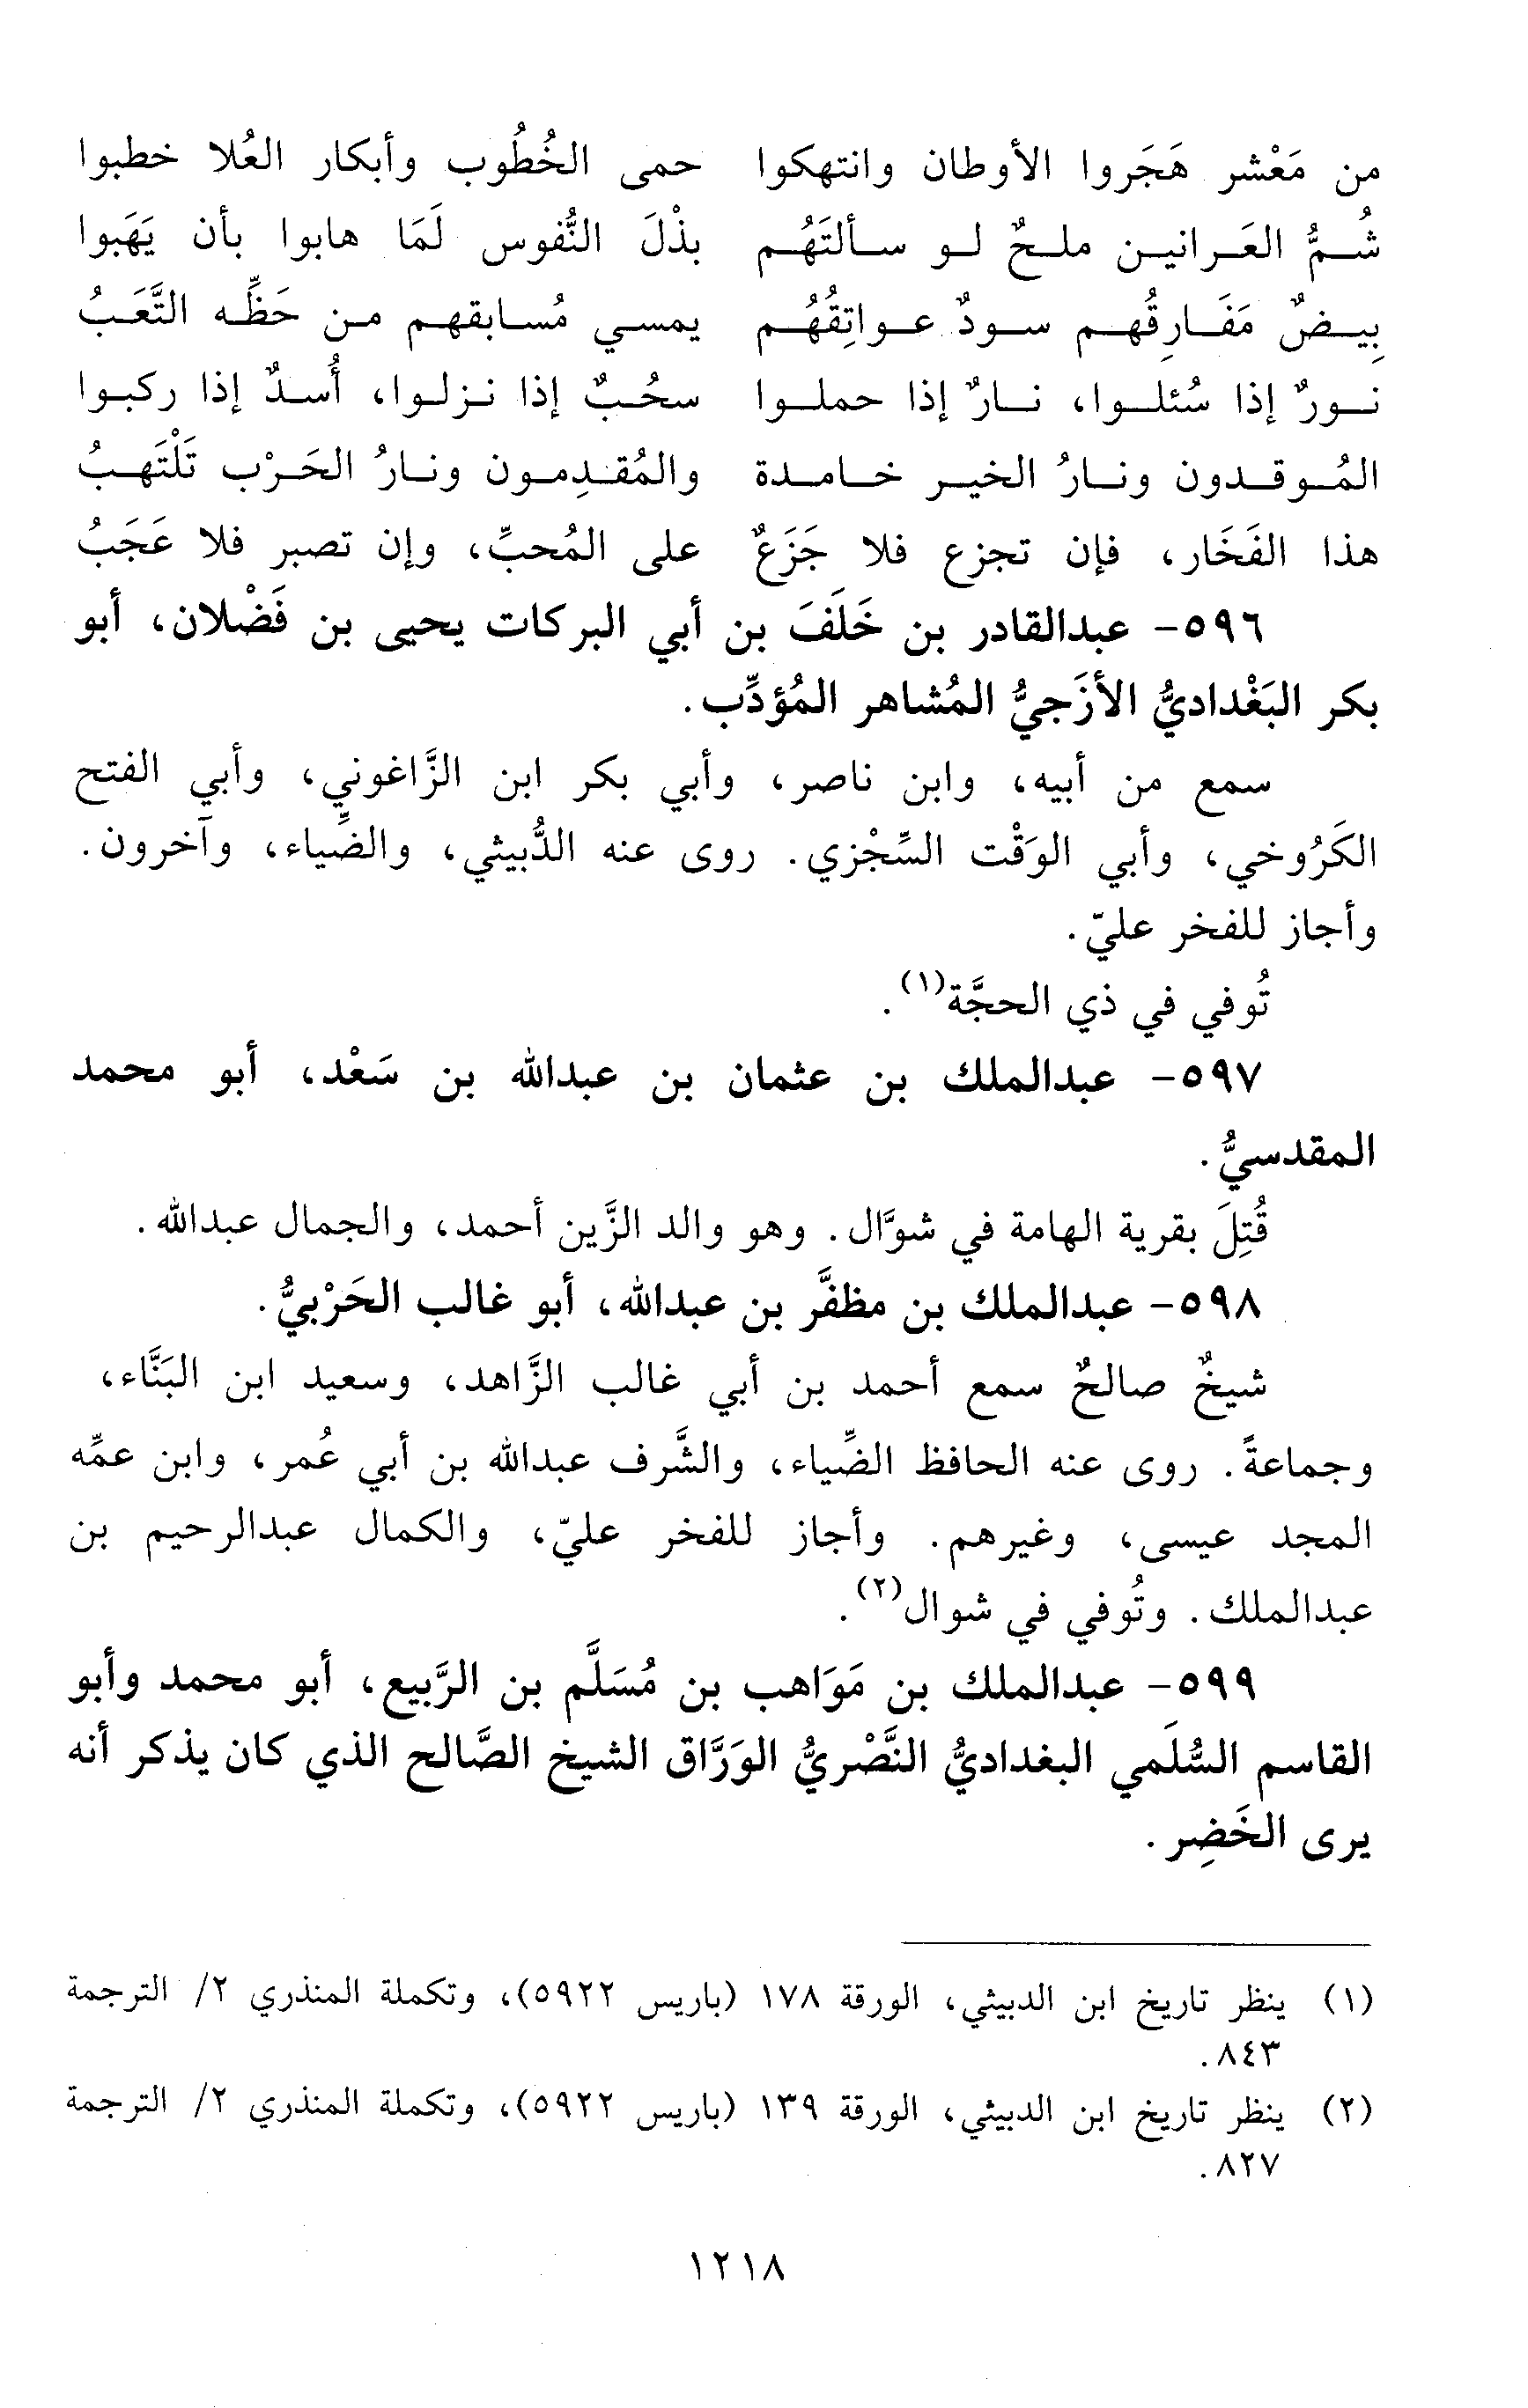 من مَعْشر هَجَروا الأوطان وانتهكوا حمى الخُطُوب وأبكار العُلا خطبوا
شُمُّ العَرانين ملحٌ لو سألتَهُم بذْلَ النُّفوس لَمَا هابوا بأن يَهَبوا
بِيضٌ مَفَارِقُهم سودٌ عواتِقُهُم يمسي مُسابقهم من حَظِّه التَّعَبُ
نورٌ إذا سُئلوا، نارٌ إذا حملوا سحُبٌ إذا نزلوا، أُسدٌ إذا ركبوا
المُوقدون ونارُ الخير خامدة والمُقدِمون ونارُ الحَرْب تَلْتَهبُ
هذا الفَخَار، فإن تجزع فلا جَزَعٌ على المُحبِّ، وإن تصبر فلا عَجَبُ
٥٩٦- عبدالقادر بن خَلَفَ بن أبي البركات يحيى بن فَضْلان، أبو
بكر البَغْداديُّ الأزَجيُّ المُشاهر المُؤدِّب.
سمع من أبيه، وابن ناصر، وأبي بكر ابن الزَّاغوني، وأبي الفتح
الكَرُوخي، وأبي الوَقْت السِّجْزي. روى عنه الدُّبيثي، والضِّياء، وآخرون.
وأجاز للفخر عليّ.
تُوفي في ذي الحجَّة(١).
٥٩٧- عبدالملك بن عثمان بن عبدالله بن سَعْد، أبو محمد
المقدسيُّ.
قُتِلَ بقرية الهامة في شوَّال. وهو والد الزَّين أحمد، والجمال عبدالله.
٥٩٨- عبدالملك بن مظفَّر بن عبدالله، أبو غالب الحَرْبيُّ.
شيخٌ صالحٌ سمع أحمد بن أبي غالب الزَّاهد، وسعيد ابن البَنَّاء،
وجماعةً. روى عنه الحافظ الضِّياء، والشَّرف عبدالله بن أبي عُمر، وابن عمِّه
المجد عيسى، وغيرهم. وأجاز للفخر عليّ، والكمال عبدالرحيم بن
عبدالملك. وتُوفي في شوال(٢).
٥٩٩- عبدالملك بن مَوَاهب بن مُسَلَّم بن الرَّبيع، أبو محمد وأبو
القاسم السُّلَمي البغداديُّ النَّصْريُّ الوَرَّاق الشيخ الصَّالح الذي كان يذكر أنه
يرى الخَضِر.
(١) ينظر تاريخ ابن الدبيثي، الورقة ١٧٨ (باريس ٥٩٢٢)، وتكملة المنذري ٢/ الترجمة
٨٤٣.
(٢) ينظر تاريخ ابن الدبيثي، الورقة ١٣٩ (باريس ٥٩٢٢)، وتكملة المنذري ٢/ الترجمة
٨٢٧.
١٢١٨